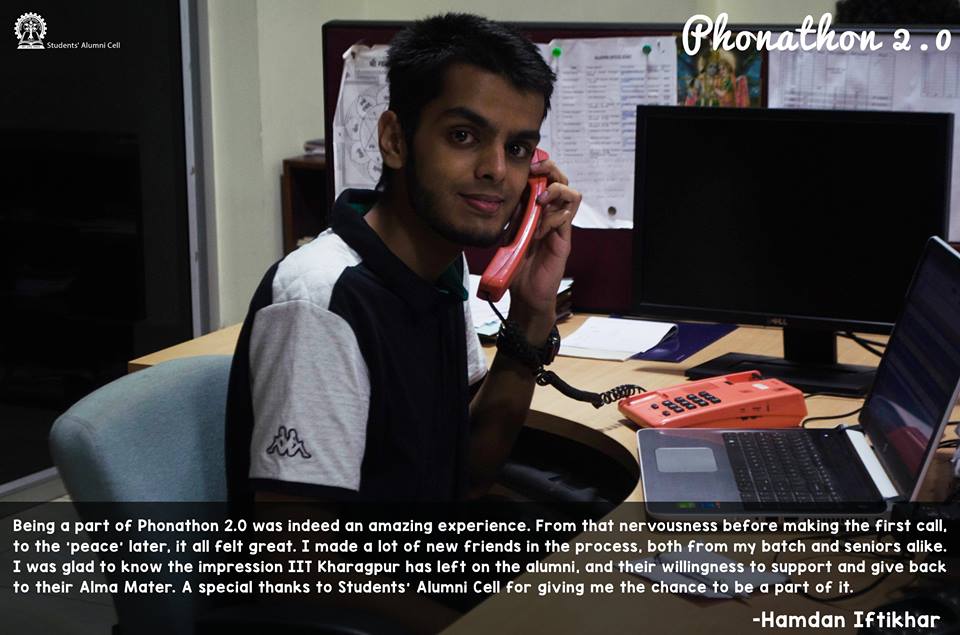 Students' Alumni Cell
Phonathon 2.0
DELL
Being a part of Phonathon 2.0 was indeed an amazing experience. From that nervousness before making the first call,
to the 'peace' later, it all felt great. I made a lot of new friends in the process, both from my batch and seniors alike.
I was glad to know the impression IIT Kharagpur has left on the alumni, and their willingness to support and give back
to their Alma Mater. A special thanks to Students' Alumni Cell for giving me the chance to be a part of it.
-Hamdan Iftikhar